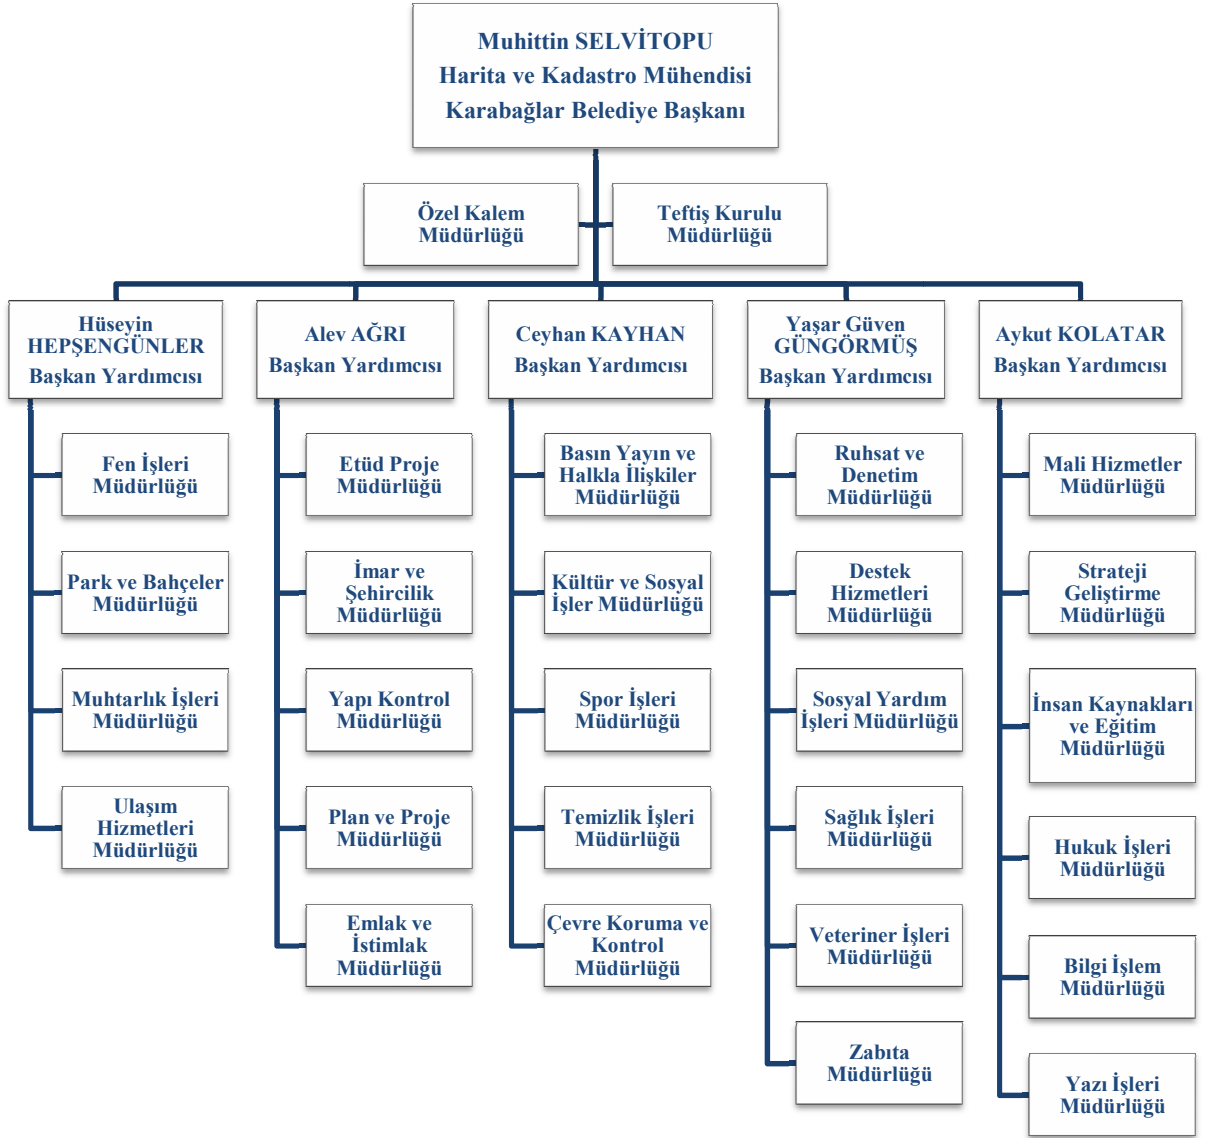 Muhittin SELVİTOPU
Harita ve Kadastro Mühendisi
Karabağlar Belediye Başkanı
Özel Kalem
Müdürlüğü
Teftiş Kurulu
Müdürlüğü
Hüseyin
HEPŞENGÜNLER
Başkan Yardımcısı
Alev AĞRI
Başkan Yardımcısı
Ceyhan KAYHAN
Başkan Yardımcısı
Yaşar Güven
GÜNGÖRMÜŞ
Başkan Yardımcısı
Aykut KOLATAR
Başkan Yardımcısı
Fen İşleri
Müdürlüğü
Park ve Bahçeler
Müdürlüğü
Muhtarlık İşleri
Müdürlüğü
Ulaşım
Hizmetleri
Müdürlüğü
Etüd Proje
Müdürlüğü
İmar ve
Şehircilik
Müdürlüğü
Yapı Kontrol
Müdürlüğü
Plan ve Proje
Müdürlüğü
Emlak ve
İstimlak
Müdürlüğü
Basın Yayın ve
Halkla İlişkiler
Müdürlüğü
Kültür ve Sosyal
İşler Müdürlüğü
Spor İşleri
Müdürlüğü
Temizlik İşleri
Müdürlüğü
Çevre Koruma ve
Kontrol
Müdürlüğü
Ruhsat ve
Denetim
Müdürlüğü
Destek
Hizmetleri
Müdürlüğü
Sosyal Yardım
İşleri Müdürlüğü
Sağlık İşleri
Müdürlüğü
Veteriner İşleri
Müdürlüğü
Zabıta
Müdürlüğü
Mali Hizmetler
Müdürlüğü
Strateji
Geliştirme
Müdürlüğü
İnsan Kaynakları
ve Eğitim
Müdürlüğü
Hukuk İşleri
Müdürlüğü
Bilgi İşlem
Müdürlüğü
Yazı İşleri
Müdürlüğü